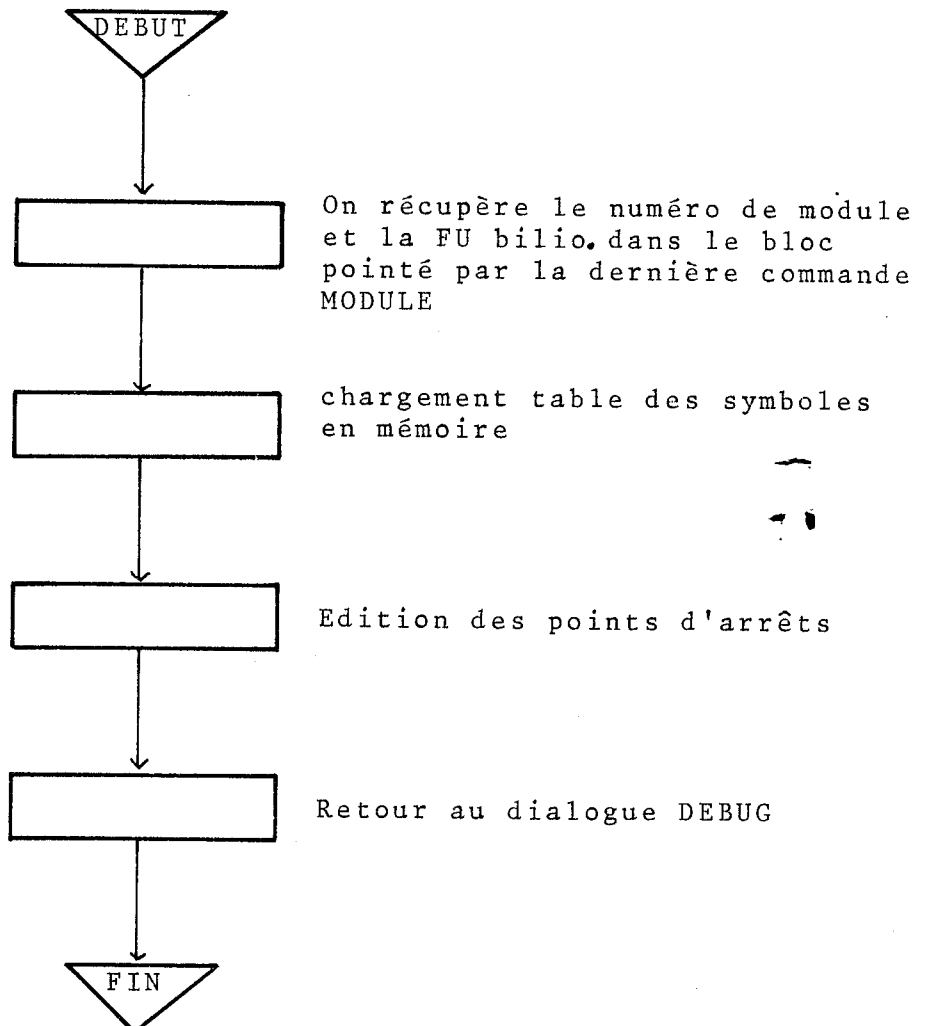 DEBUT
On récupère le numéro de module
et la FU bilio. dans le bloc
pointé par la dernière commande
MODULE
chargement table des symboles
en mémoire
Edition des points d'arrêts
Retour au dialogue DEBUG
FIN